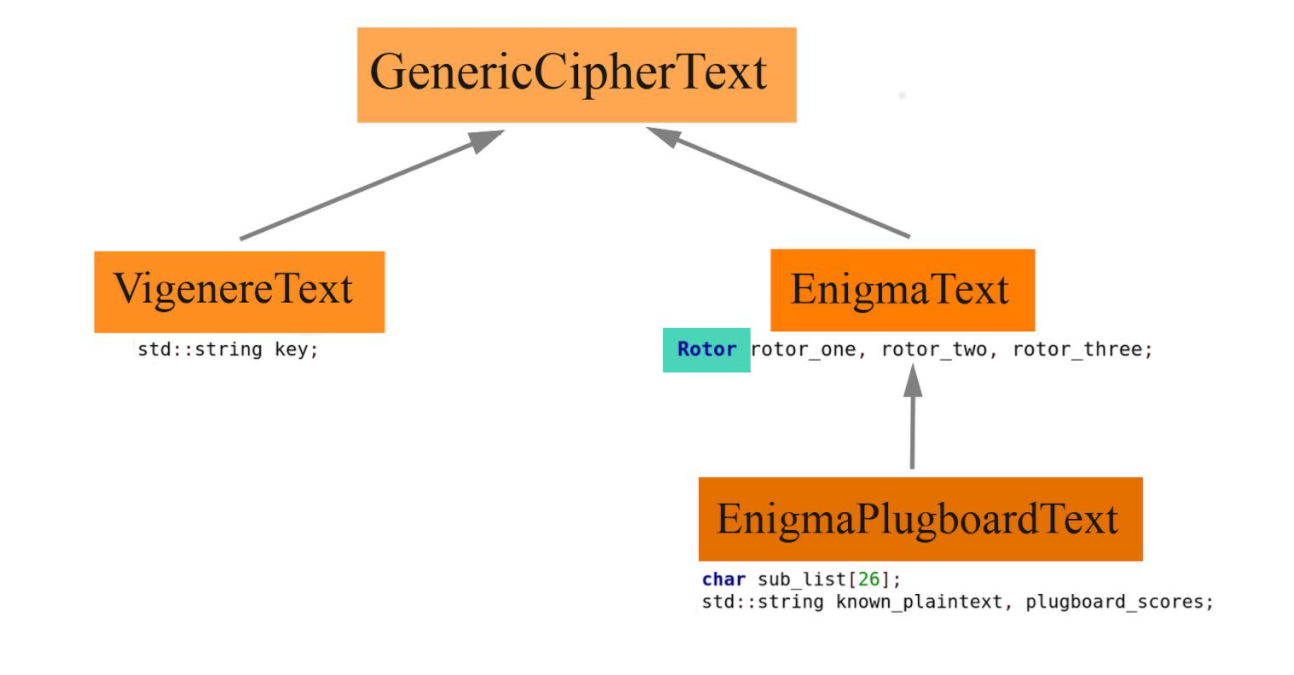 GenericCipherText
VigenereText
EnigmaText
std::string key;
Rotor rotor_one, rotor_two, rotor_three;
EnigmaPlugboardText
char sub_list[26];
std::string known_plaintext, plugboard_scores;